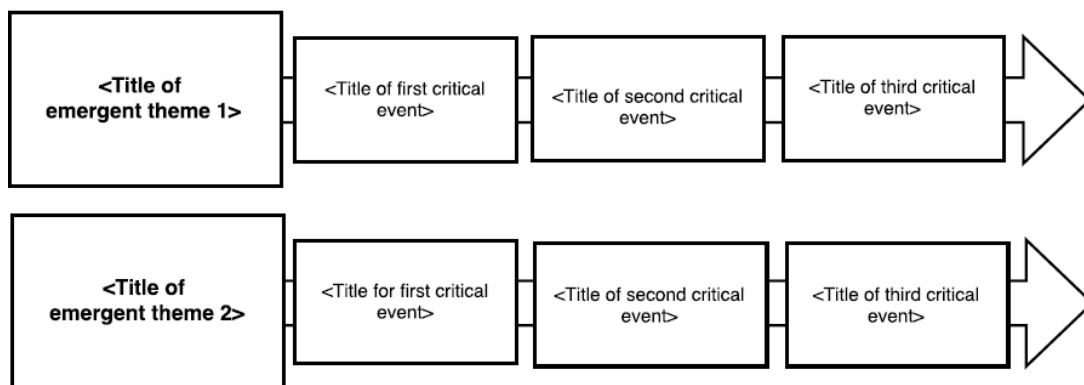 <Title of
emergent theme 1>
<Title of first critical
event>
<Title of second critical
event>
<Title of third critical
event>
<Title of
emergent theme 2>
<Title for first critical
event>
<Title of second critical
event>
<Title of third critical
event>